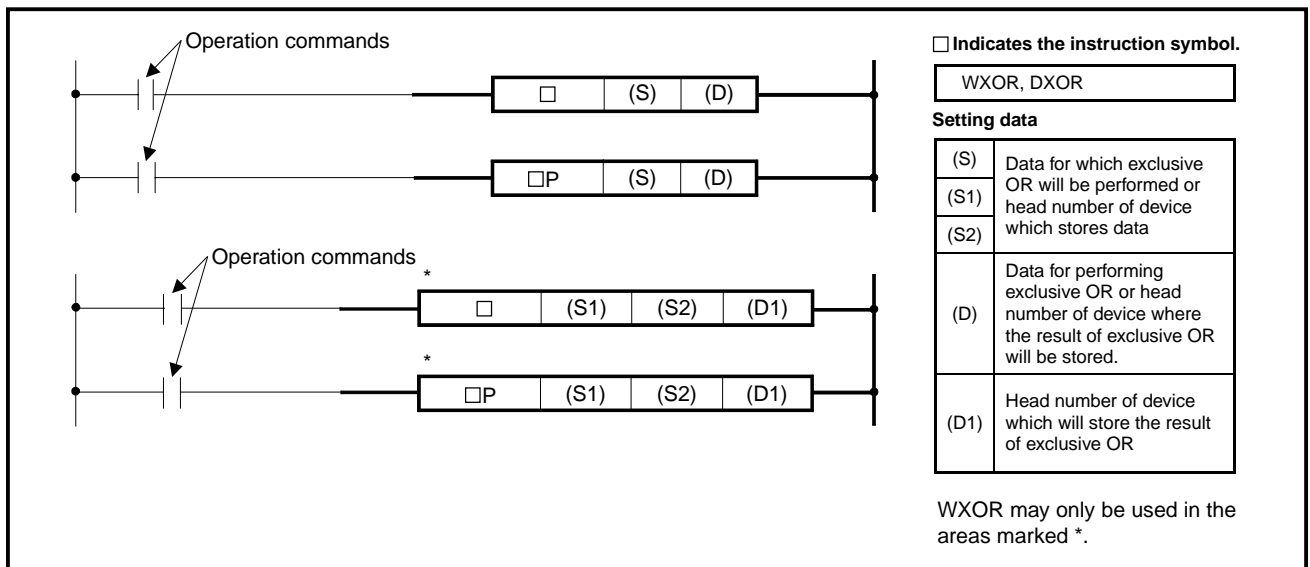 Operation commands
□ (S) (D)
□P (S) (D)
Operation commands
*
□ (S1) (S2) (D1)
*
□P (S1) (S2) (D1)
□ Indicates the instruction symbol.
WXOR, DXOR
Setting data
(S)
(S1)
(S2)
Data for which exclusive
OR will be performed or
head number of device
which stores data
(D)
Data for performing
exclusive OR or head
number of device where
the result of exclusive OR
will be stored.
(D1)
Head number of device
which will store the result
of exclusive OR
WXOR may only be used in the
areas marked *.